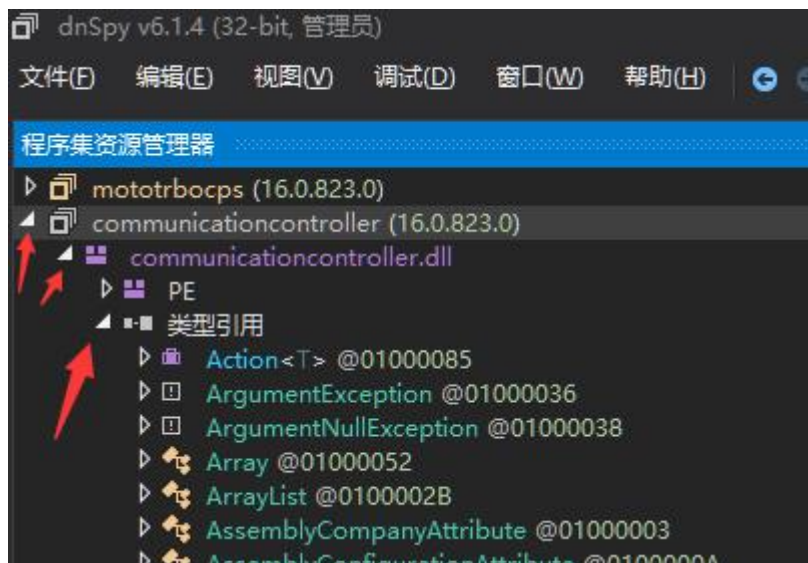 dnSpy v6.1.4 (32-bit, 管理员)
文件(F) 编辑(E) 视图(V) 调试(D) 窗口(W) 帮助(H)
程序集资源管理器
mototrbocps (16.0.823.0)
communicationcontroller (16.0.823.0)
communicationcontroller.dll
PE
类型引用
Action<T> @01000085
ArgumentException @01000036
ArgumentNullException @01000038
Array @01000052
ArrayList @0100002B
AssemblyCompanyAttribute @01000003
AssemblyConfigurationAttribute @0100000A